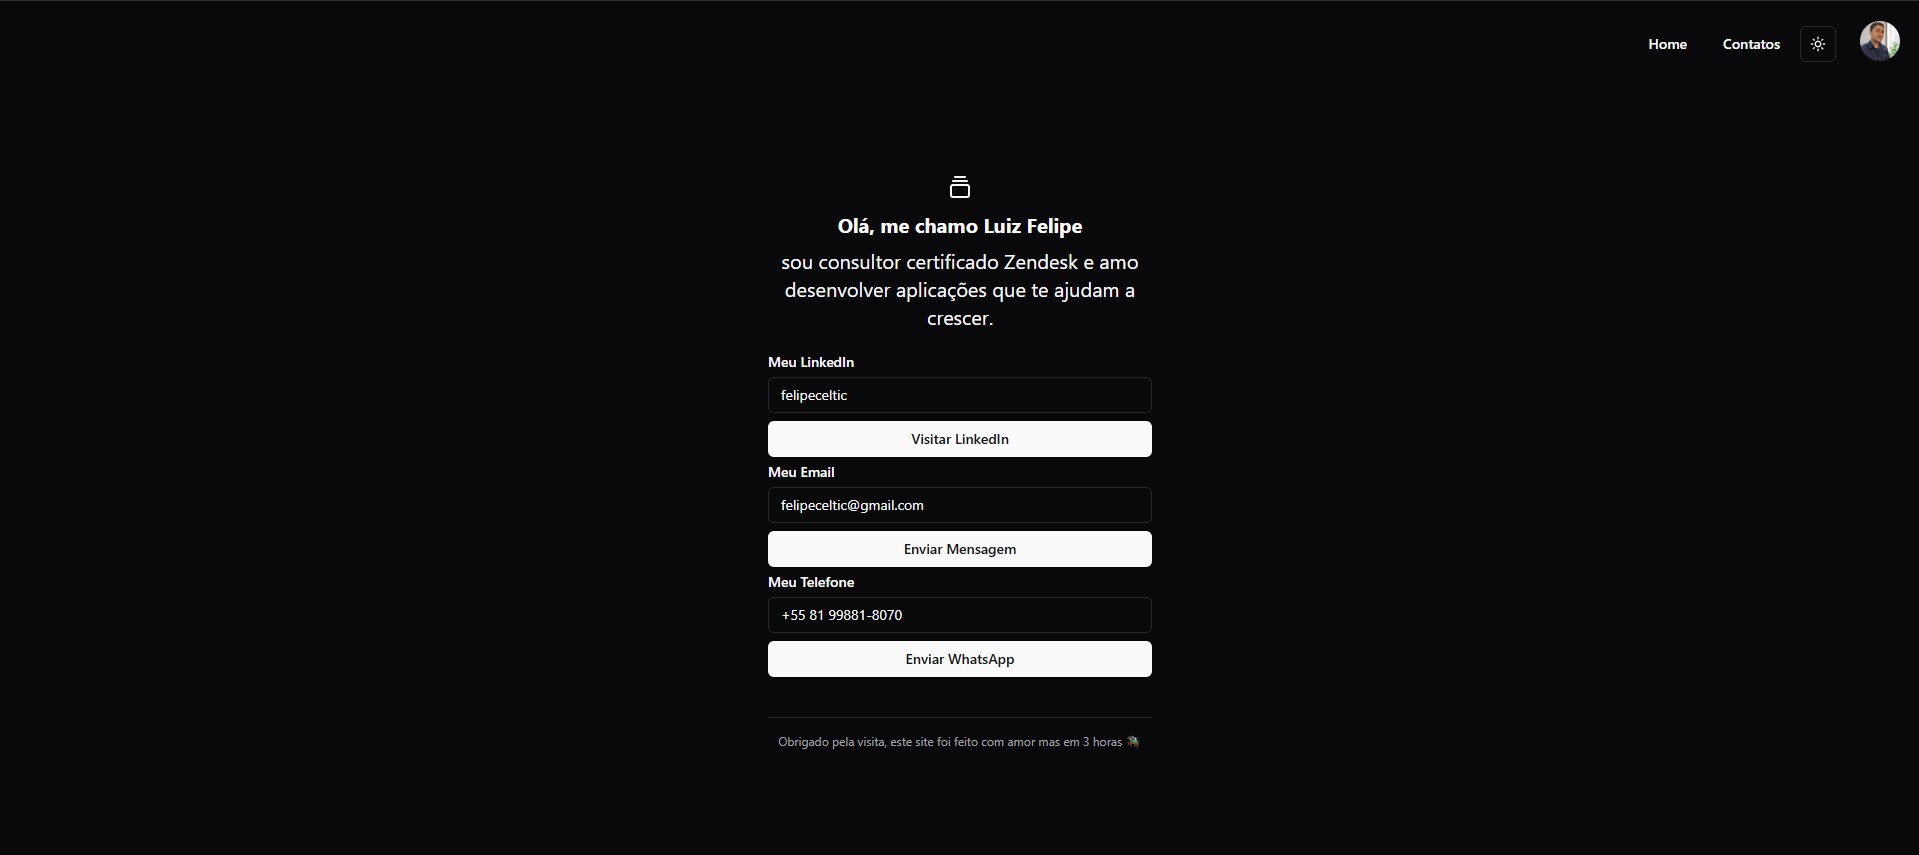 Home
Contatos
Olá, me chamo Luiz Felipe
sou consultor certificado Zendesk e amo
desenvolver aplicações que te ajudam a
crescer.
Meu LinkedIn
felipeceltic
Visitar LinkedIn
Meu Email
felipeceltic@gmail.com
Enviar Mensagem
Meu Telefone
+55 81 99881-8070
Enviar WhatsApp
Obrigado pela visita, este site foi feito com amor mas em 3 horas